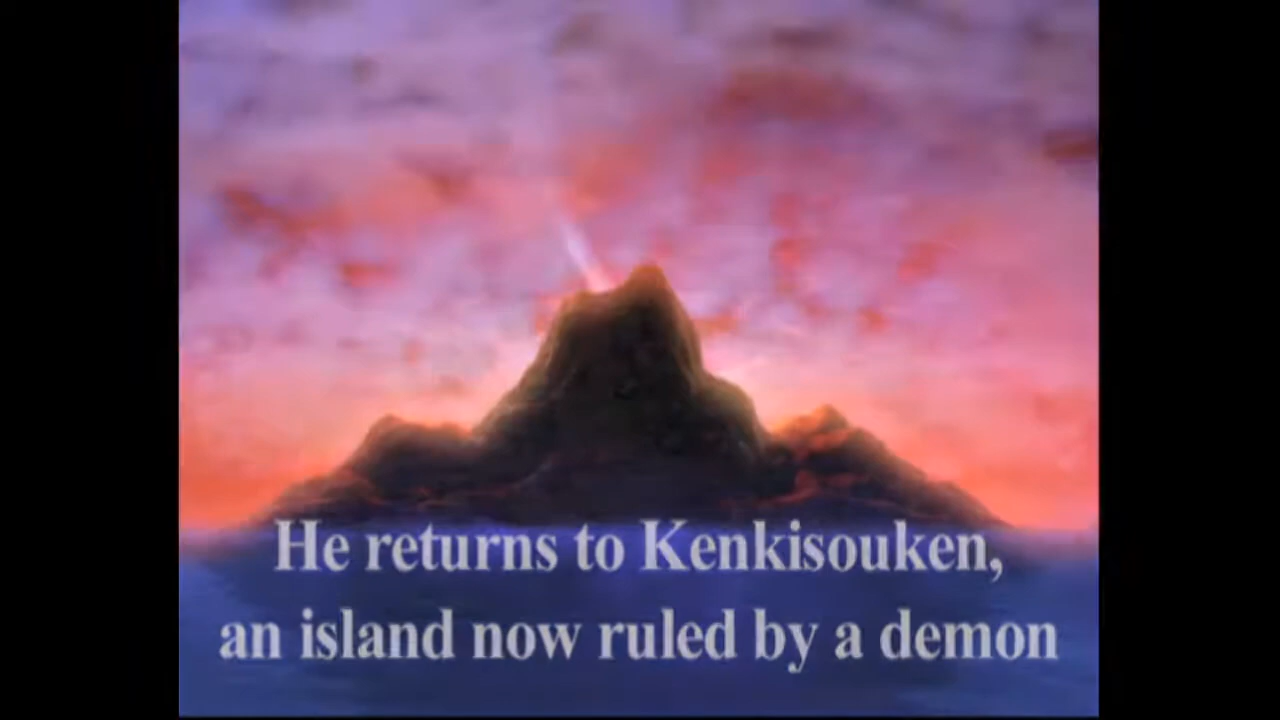 He returns to Kenkisouken,
an island now ruled by a demon